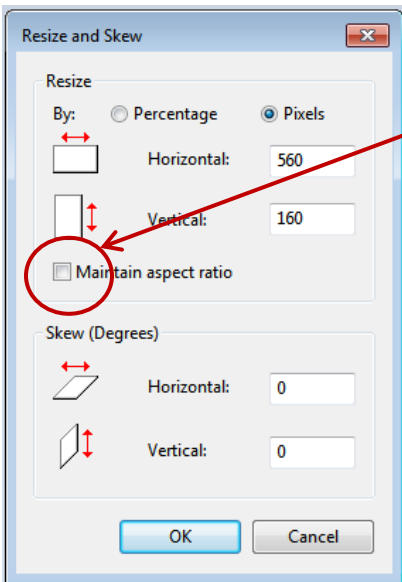 Resize and Skew
Resize
By: Percentage Pixels
Horizontal: 560
Vertical: 160
Maintain aspect ratio
Skew (Degrees)
Horizontal: 0
Vertical: 0
OK Cancel